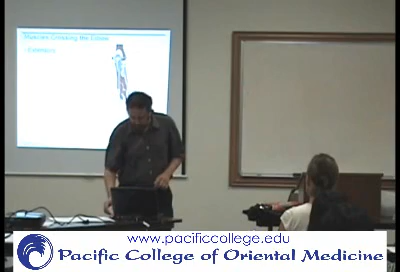 Muscles Crossing the Elbow
Extensors
www.pacificcollege.edu
Pacific College of Oriental Medicine